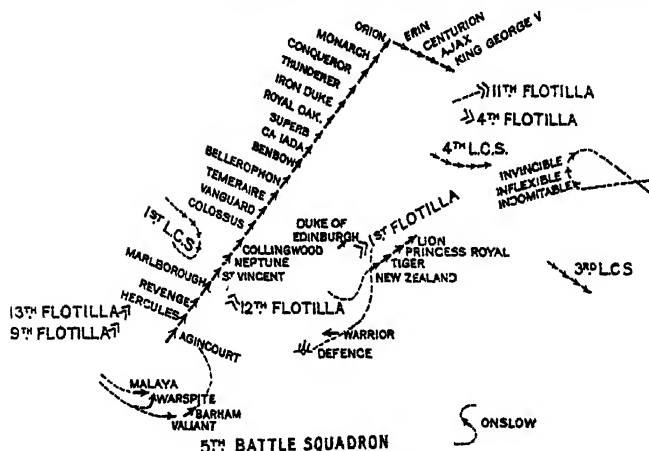 ORION
ERIN
CENTURION
AJAX
KING GEORGE V
MONARCH
CONQUEROR
THUNDERER
IRON DUKE
ROYAL OAK.
SUPERB
CA IADA
BENBOW
BELLEROPHON
TEMERAIRE
VANGUARD
COLOSSUS
11TH FLOTILLA
4TH FLOTILLA
4TH L.C.S.
INVINCIBLE
INFLEXIBLE
INDOMITABLE
1ST L.C.S.
DUKE OF
EDINBURGH
1ST FLOTILLA
COLLINGWOOD
NEPTUNE
ST VINCENT
LION
PRINCESS ROYAL
TIGER
NEW ZEALAND
3RD L.C.S
MARLBOROUGH
REVENGE
HERCULES
AGINCOURT
13TH FLOTILLA
9TH FLOTILLA
12TH FLOTILLA
WARRIOR
DEFENCE
MALAYA
WARSPITE
BARHAM
VALIANT
5TH BATTLE SQUADRON
ONSLOW